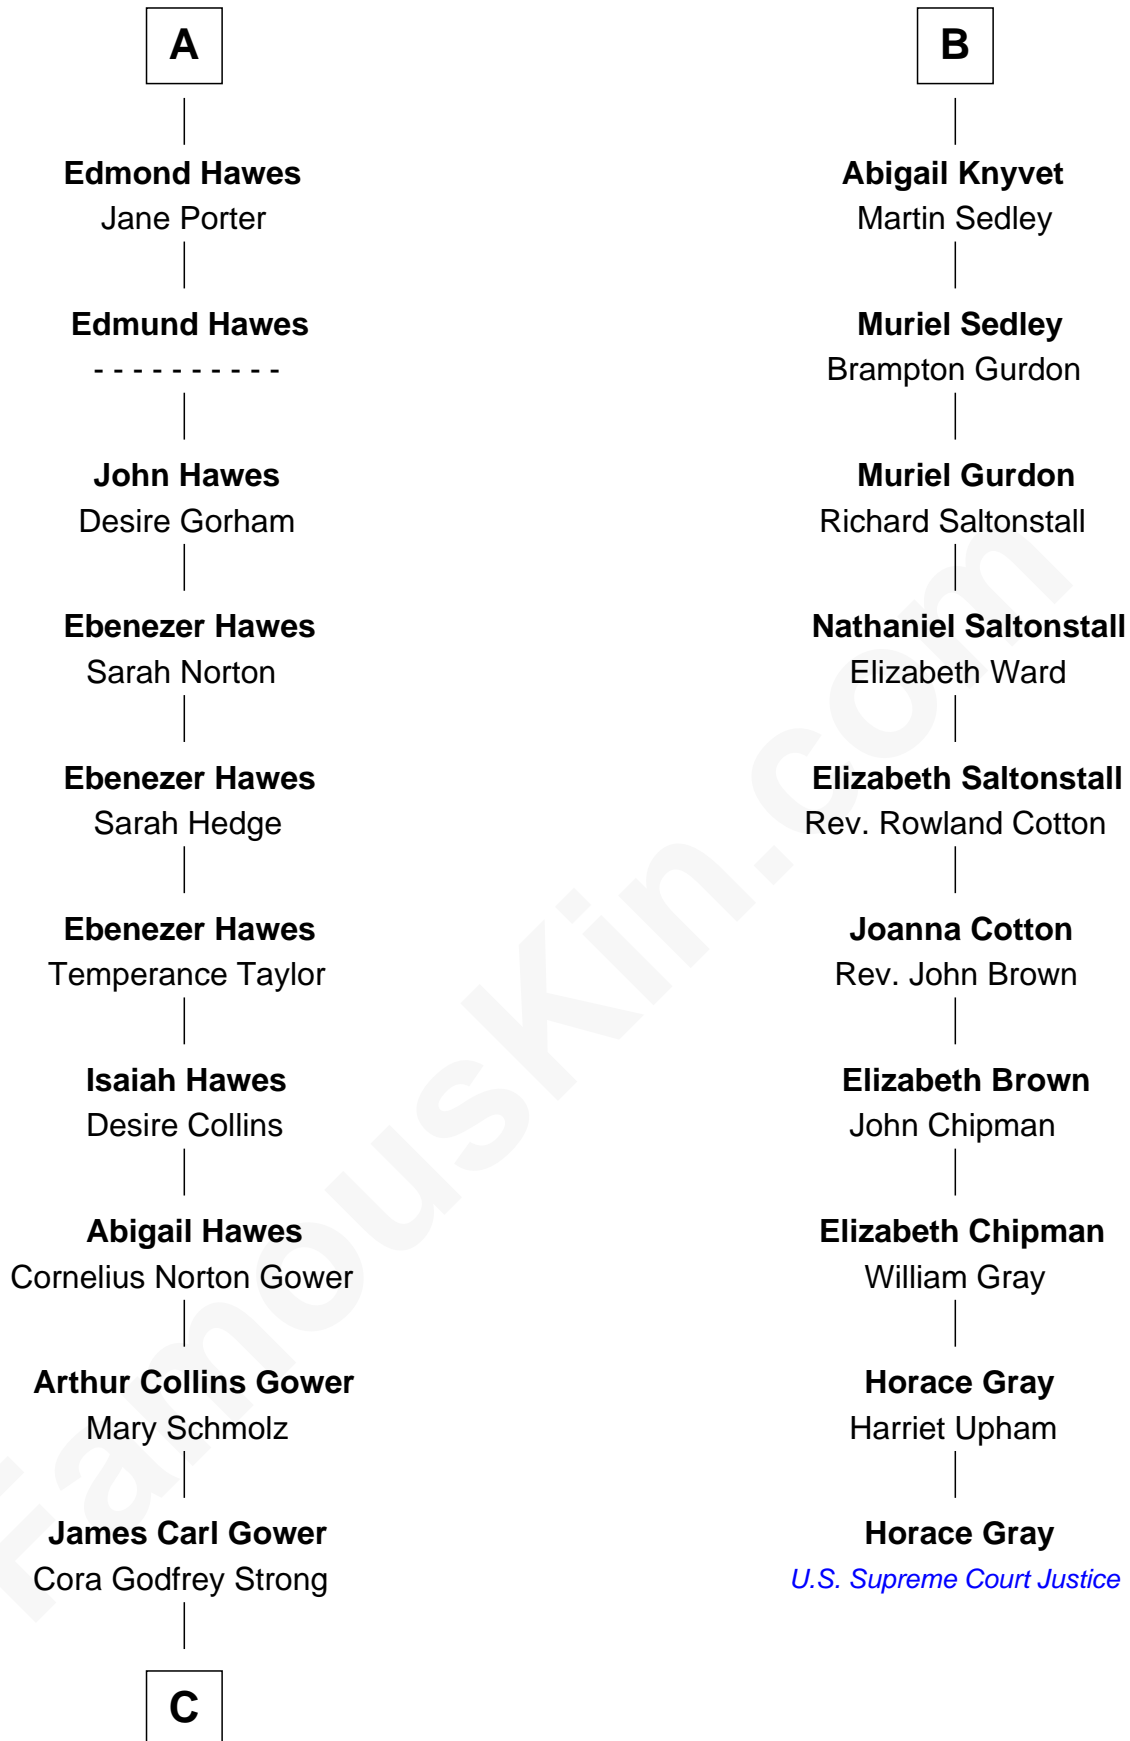 A
Edmond Hawes
Jane Porter
Edmund Hawes
- - - - - - - - - -
John Hawes
Desire Gorham
Ebenezer Hawes
Sarah Norton
Ebenezer Hawes
Sarah Hedge
Ebenezer Hawes
Temperance Taylor
Isaiah Hawes
Desire Collins
Abigail Hawes
Cornelius Norton Gower
Arthur Collins Gower
Mary Schmolz
James Carl Gower
Cora Godfrey Strong
C
B
Abigail Knyvet
Martin Sedley
Muriel Sedley
Brampton Gurdon
Muriel Gurdon
Richard Saltonstall
Nathaniel Saltonstall
Elizabeth Ward
Elizabeth Saltonstall
Rev. Rowland Cotton
Joanna Cotton
Rev. John Brown
Elizabeth Brown
John Chipman
Elizabeth Chipman
William Gray
Horace Gray
Harriet Upham
Horace Gray
U.S. Supreme Court Justice
FamousKin.com